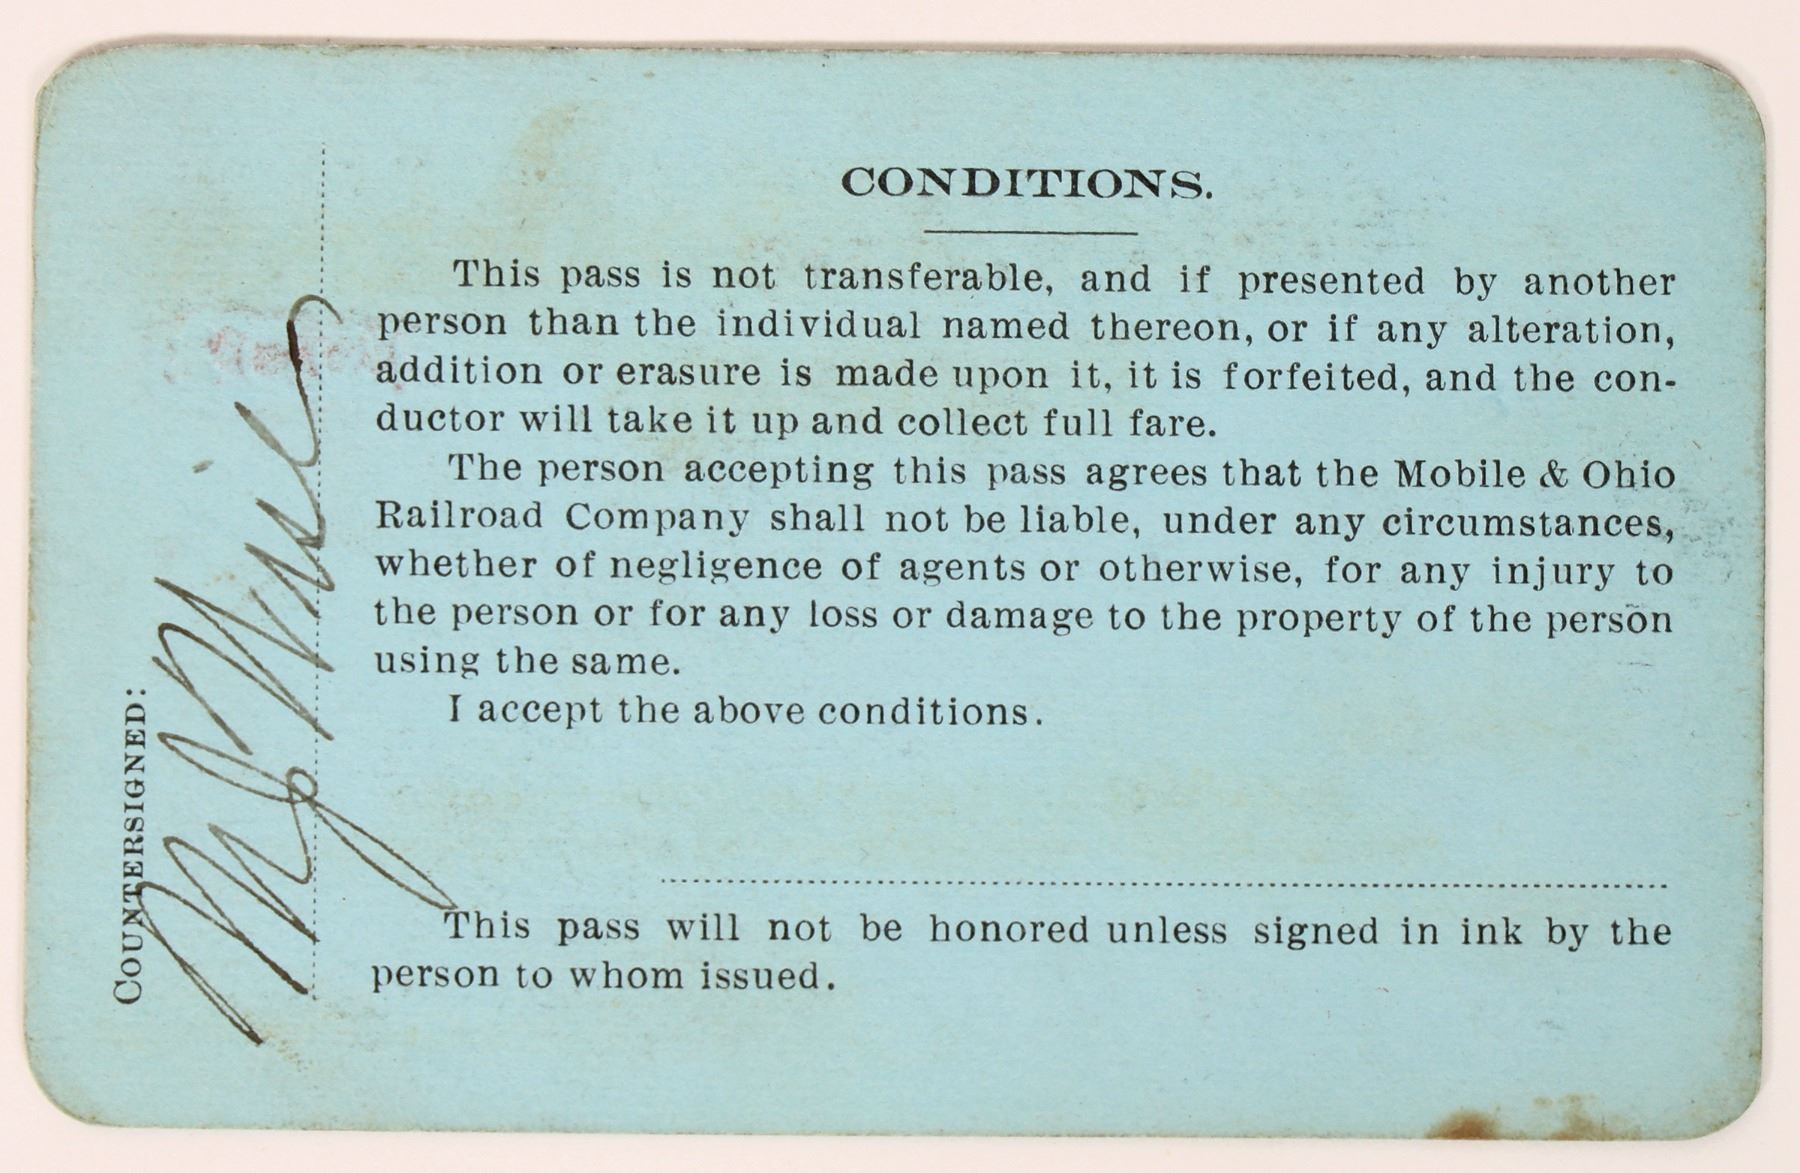 CONDITIONS.
This pass is not transferable, and if presented by another
person than the individual named thereon, or if any alteration,
addition or erasure is made upon it, it is forfeited, and the con-
ductor will take it up and collect full fare.
The person accepting this pass agrees that the Mobile & Ohio
Railroad Company shall not be liable, under any circumstances,
whether of negligence of agents or otherwise, for any injury to
the person or for any loss or damage to the property of the person
using the same.
I accept the above conditions.
This pass will not be honored unless signed in ink by the
person to whom issued.
COUNTERSIGNED: